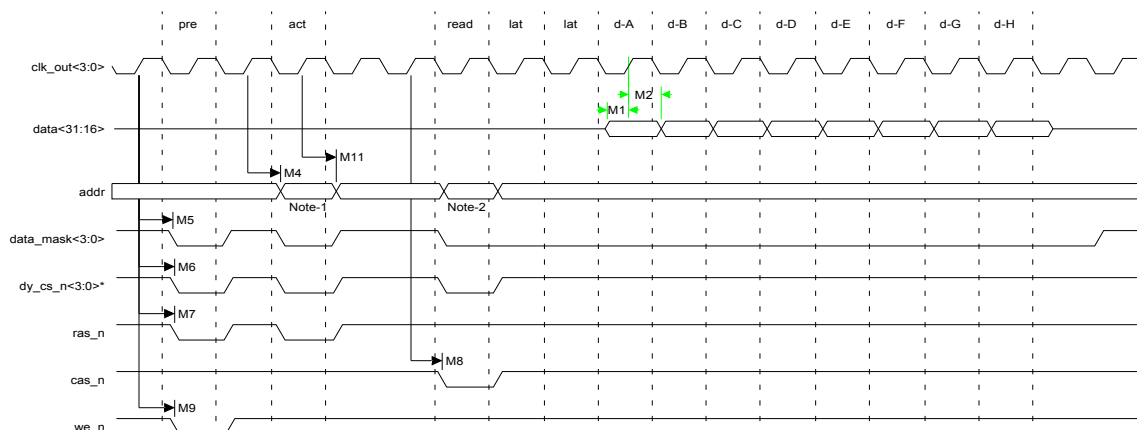 pre act read lat lat d-A d-B d-C d-D d-E d-F d-G d-H
clk_out<3:0>
M2
M1
data<31:16>
M11
M4
addr
Note-1 Note-2
M5
data_mask<3:0>
M6
dy_cs_n<3:0>*
M7
ras_n
M8
cas_n
M9
we_n